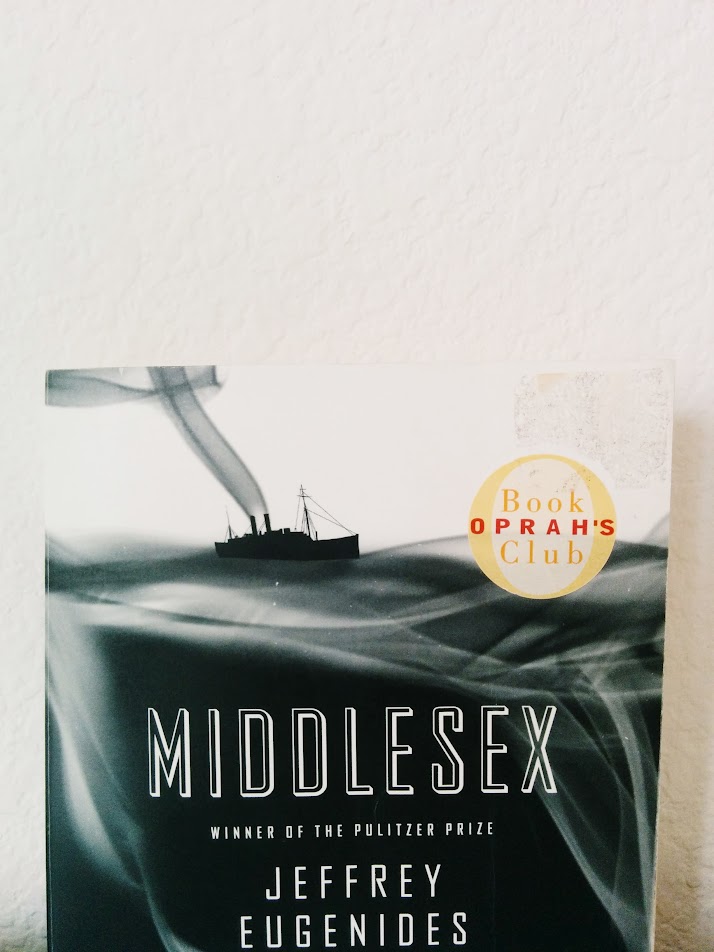 Book
OPRAH'S
Club
MIDDLESEX
WINNER OF THE PULITZER PRIZE
JEFFREY
EUGENIDES